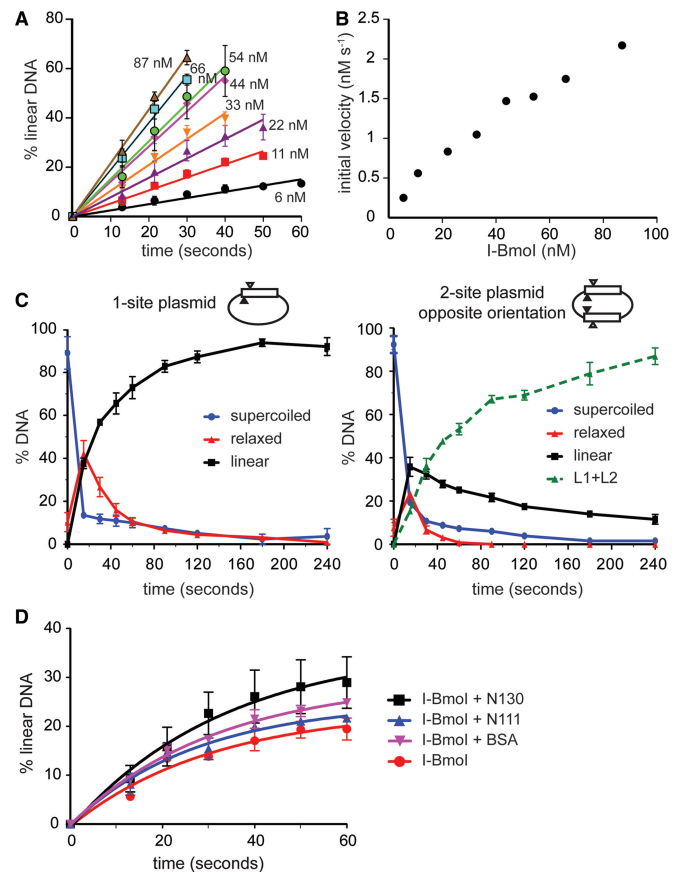 A
% linear DNA
80
60
40
20
0
0
10
20
30
40
50
60
time (seconds)
87 nM
66
nM
54 nM
44 nM
33 nM
22 nM
11 nM
6 nM
B
initial velocity (nM s⁻¹)
2.5
2
1.5
1
0.5
0
0
20
40
60
80
100
I-BmoI (nM)
C
1-site plasmid
% DNA
100
80
60
40
20
0
0
40
80
120
160
200
240
time (seconds)
supercoiled
relaxed
linear
2-site plasmid
opposite orientation
% DNA
100
80
60
40
20
0
0
40
80
120
160
200
240
time (seconds)
supercoiled
relaxed
linear
L1+L2
D
% linear DNA
40
30
20
10
0
0
20
40
60
time (seconds)
I-BmoI + N130
I-BmoI + N111
I-BmoI + BSA
I-BmoI